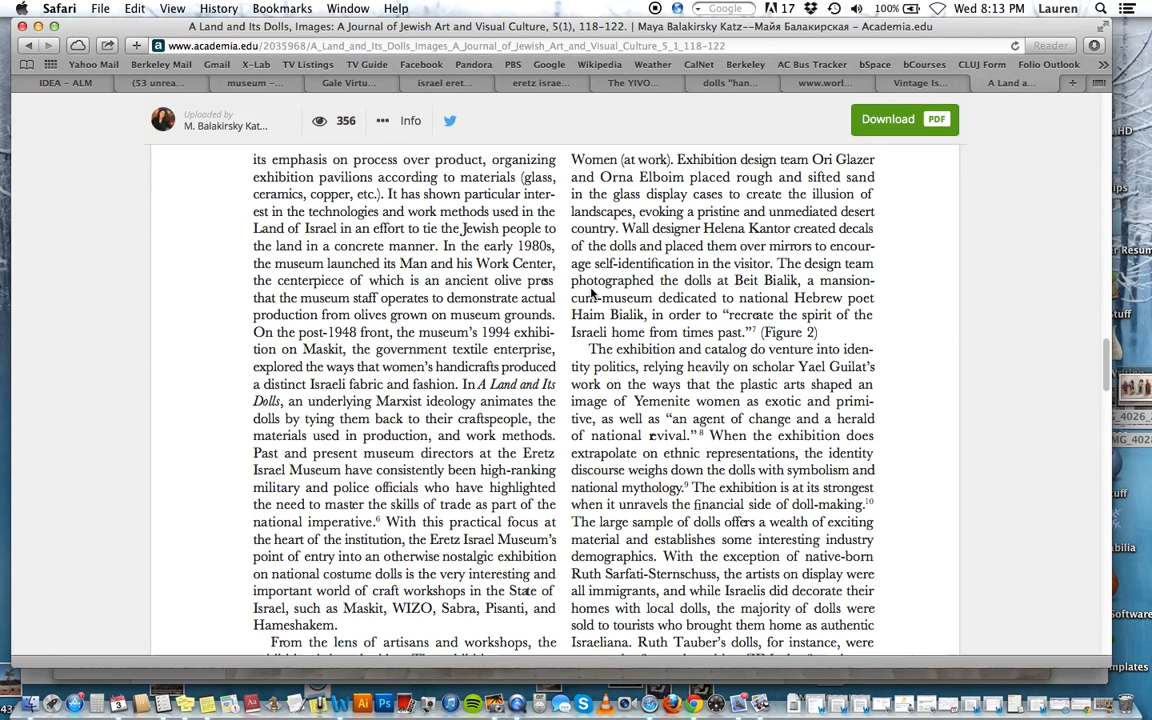 Safari File Edit View History Bookmarks Window Help
Google
17
100%
Wed 8:13 PM Lauren
A Land and Its Dolls, Images: A Journal of Jewish Art and Visual Culture, 5(1), 118–122. | Maya Balakirsky Katz--Майя Балакирская – Academia.edu
www.academia.edu/2035968/A_Land_and_Its_Dolls_Images_A_Journal_of_Jewish_Art_and_Visual_Culture_5_1_118-122
Reader
Yahoo Mail Berkeley Mail Gmail X-Lab TV Listings TV Guide Facebook Pandora PBS Google Wikipedia Weather CalNet Berkeley AC Bus Tracker bSpace bCourses CLUJ Form Folio Outlook
IDEA – ALM (53 unrea... museum –... Gale Virtu... israel eret... eretz israe... The YIVO... dolls "han... www.worl... Vintage Is... A Land a...
Uploaded by
M. Balakirsky Kat...
356
Info
Download PDF
its emphasis on process over product, organizing
exhibition pavilions according to materials (glass,
ceramics, copper, etc.). It has shown particular inter-
est in the technologies and work methods used in the
Land of Israel in an effort to tie the Jewish people to
the land in a concrete manner. In the early 1980s,
the museum launched its Man and his Work Center,
the centerpiece of which is an ancient olive press
that the museum staff operates to demonstrate actual
production from olives grown on museum grounds.
On the post-1948 front, the museum's 1994 exhibi-
tion on Maskit, the government textile enterprise,
explored the ways that women's handicrafts produced
a distinct Israeli fabric and fashion. In A Land and Its
Dolls, an underlying Marxist ideology animates the
dolls by tying them back to their craftspeople, the
materials used in production, and work methods.
Past and present museum directors at the Eretz
Israel Museum have consistently been high-ranking
military and police officials who have highlighted
the need to master the skills of trade as part of the
national imperative.6 With this practical focus at
the heart of the institution, the Eretz Israel Museum's
point of entry into an otherwise nostalgic exhibition
on national costume dolls is the very interesting and
important world of craft workshops in the State of
Israel, such as Maskit, WIZO, Sabra, Pisanti, and
Hameshakem.
From the lens of artisans and workshops, the
Women (at work). Exhibition design team Ori Glazer
and Orna Elboim placed rough and sifted sand
in the glass display cases to create the illusion of
landscapes, evoking a pristine and unmediated desert
country. Wall designer Helena Kantor created decals
of the dolls and placed them over mirrors to encour-
age self-identification in the visitor. The design team
photographed the dolls at Beit Bialik, a mansion-
cum-museum dedicated to national Hebrew poet
Haim Bialik, in order to "recreate the spirit of the
Israeli home from times past."7 (Figure 2)
The exhibition and catalog do venture into iden-
tity politics, relying heavily on scholar Yael Guilat's
work on the ways that the plastic arts shaped an
image of Yemenite women as exotic and primi-
tive, as well as "an agent of change and a herald
of national revival."8 When the exhibition does
extrapolate on ethnic representations, the identity
discourse weighs down the dolls with symbolism and
national mythology.9 The exhibition is at its strongest
when it unravels the financial side of doll-making.10
The large sample of dolls offers a wealth of exciting
material and establishes some interesting industry
demographics. With the exception of native-born
Ruth Sarfati-Sternschuss, the artists on display were
all immigrants, and while Israelis did decorate their
homes with local dolls, the majority of dolls were
sold to tourists who brought them home as authentic
Israeliana. Ruth Tauber's dolls, for instance, were